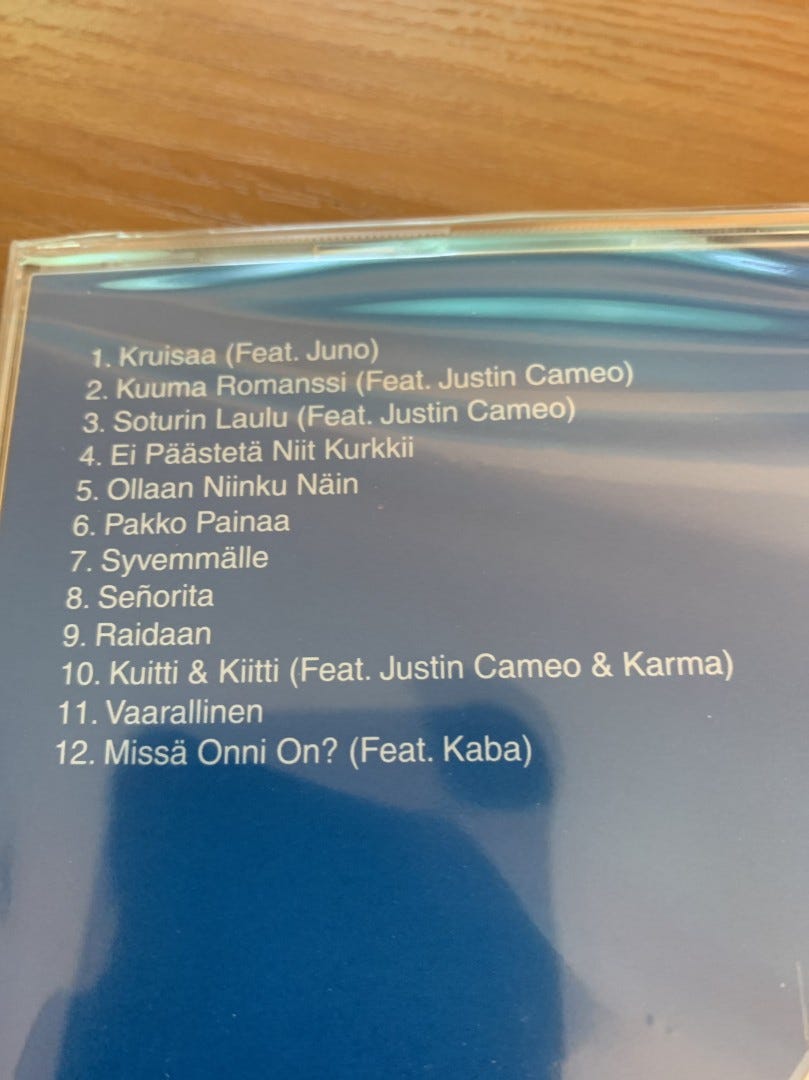 1. Kruisaa (Feat. Juno)
2. Kuuma Romanssi (Feat. Justin Cameo)
3. Soturin Laulu (Feat. Justin Cameo)
4. Ei Päästetä Niit Kurkkii
5. Ollaan Niinku Näin
6. Pakko Painaa
7. Syvemmälle
8. Señorita
9. Raidaan
10. Kuitti & Kiitti (Feat. Justin Cameo & Karma)
11. Vaarallinen
12. Missä Onni On? (Feat. Kaba)